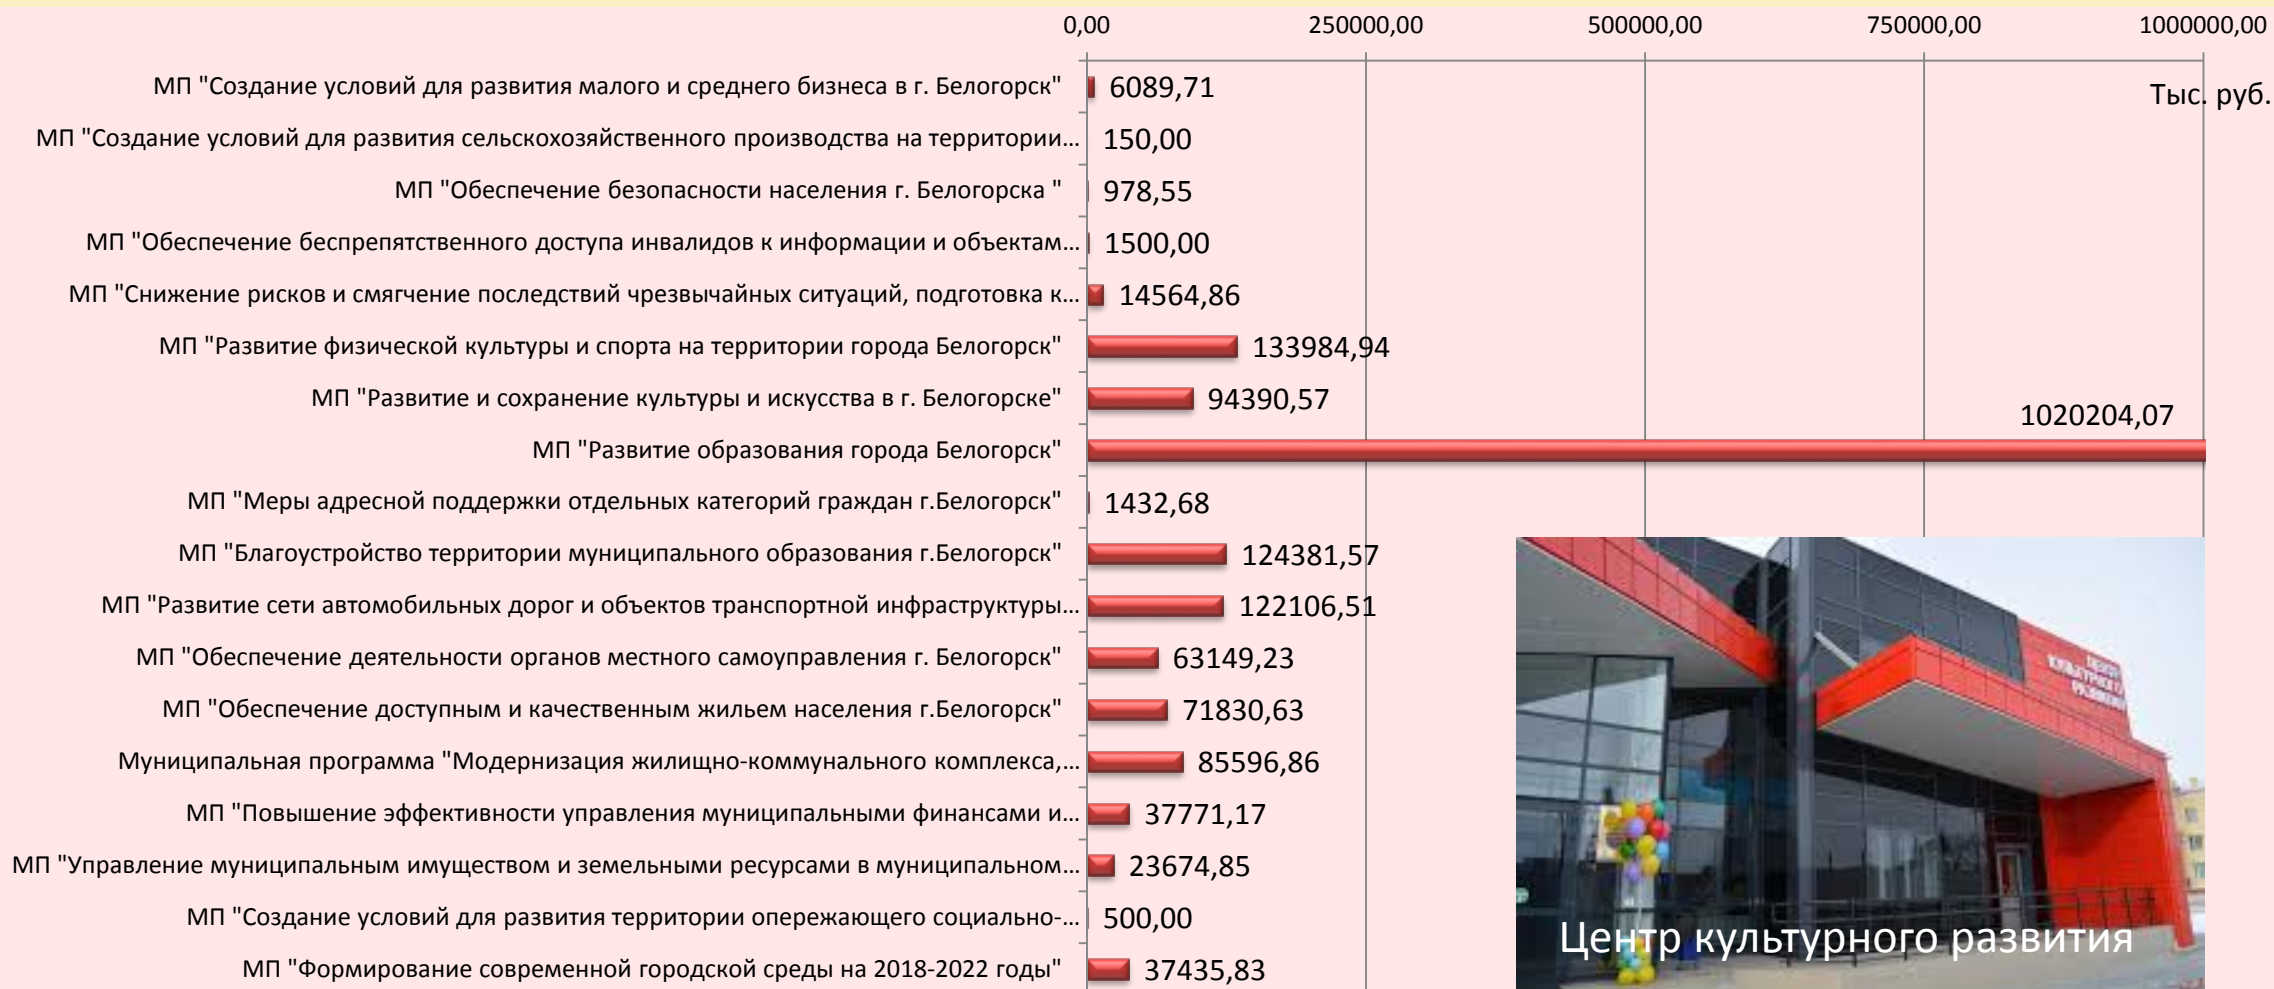 0,00 250000,00 500000,00 750000,00 1000000,00
МП "Создание условий для развития малого и среднего бизнеса в г. Белогорск" 6089,71
Тыс. руб.
МП "Создание условий для развития сельскохозяйственного производства на территории... 150,00
МП "Обеспечение безопасности населения г. Белогорска " 978,55
МП "Обеспечение беспрепятственного доступа инвалидов к информации и объектам... 1500,00
МП "Снижение рисков и смягчение последствий чрезвычайных ситуаций, подготовка к... 14564,86
МП "Развитие физической культуры и спорта на территории города Белогорск" 133984,94
МП "Развитие и сохранение культуры и искусства в г. Белогорске" 94390,57
1020204,07
МП "Развитие образования города Белогорск"
МП "Меры адресной поддержки отдельных категорий граждан г.Белогорск" 1432,68
МП "Благоустройство территории муниципального образования г.Белогорск" 124381,57
МП "Развитие сети автомобильных дорог и объектов транспортной инфраструктуры... 122106,51
МП "Обеспечение деятельности органов местного самоуправления г. Белогорск" 63149,23
МП "Обеспечение доступным и качественным жильем населения г.Белогорск" 71830,63
Муниципальная программа "Модернизация жилищно-коммунального комплекса,... 85596,86
МП "Повышение эффективности управления муниципальными финансами и... 37771,17
МП "Управление муниципальным имуществом и земельными ресурсами в муниципальном... 23674,85
МП "Создание условий для развития территории опережающего социально-... 500,00
МП "Формирование современной городской среды на 2018-2022 годы" 37435,83
ЦЕНТР
КУЛЬТУРНОГО
РАЗВИТИЯ
Центр культурного развития